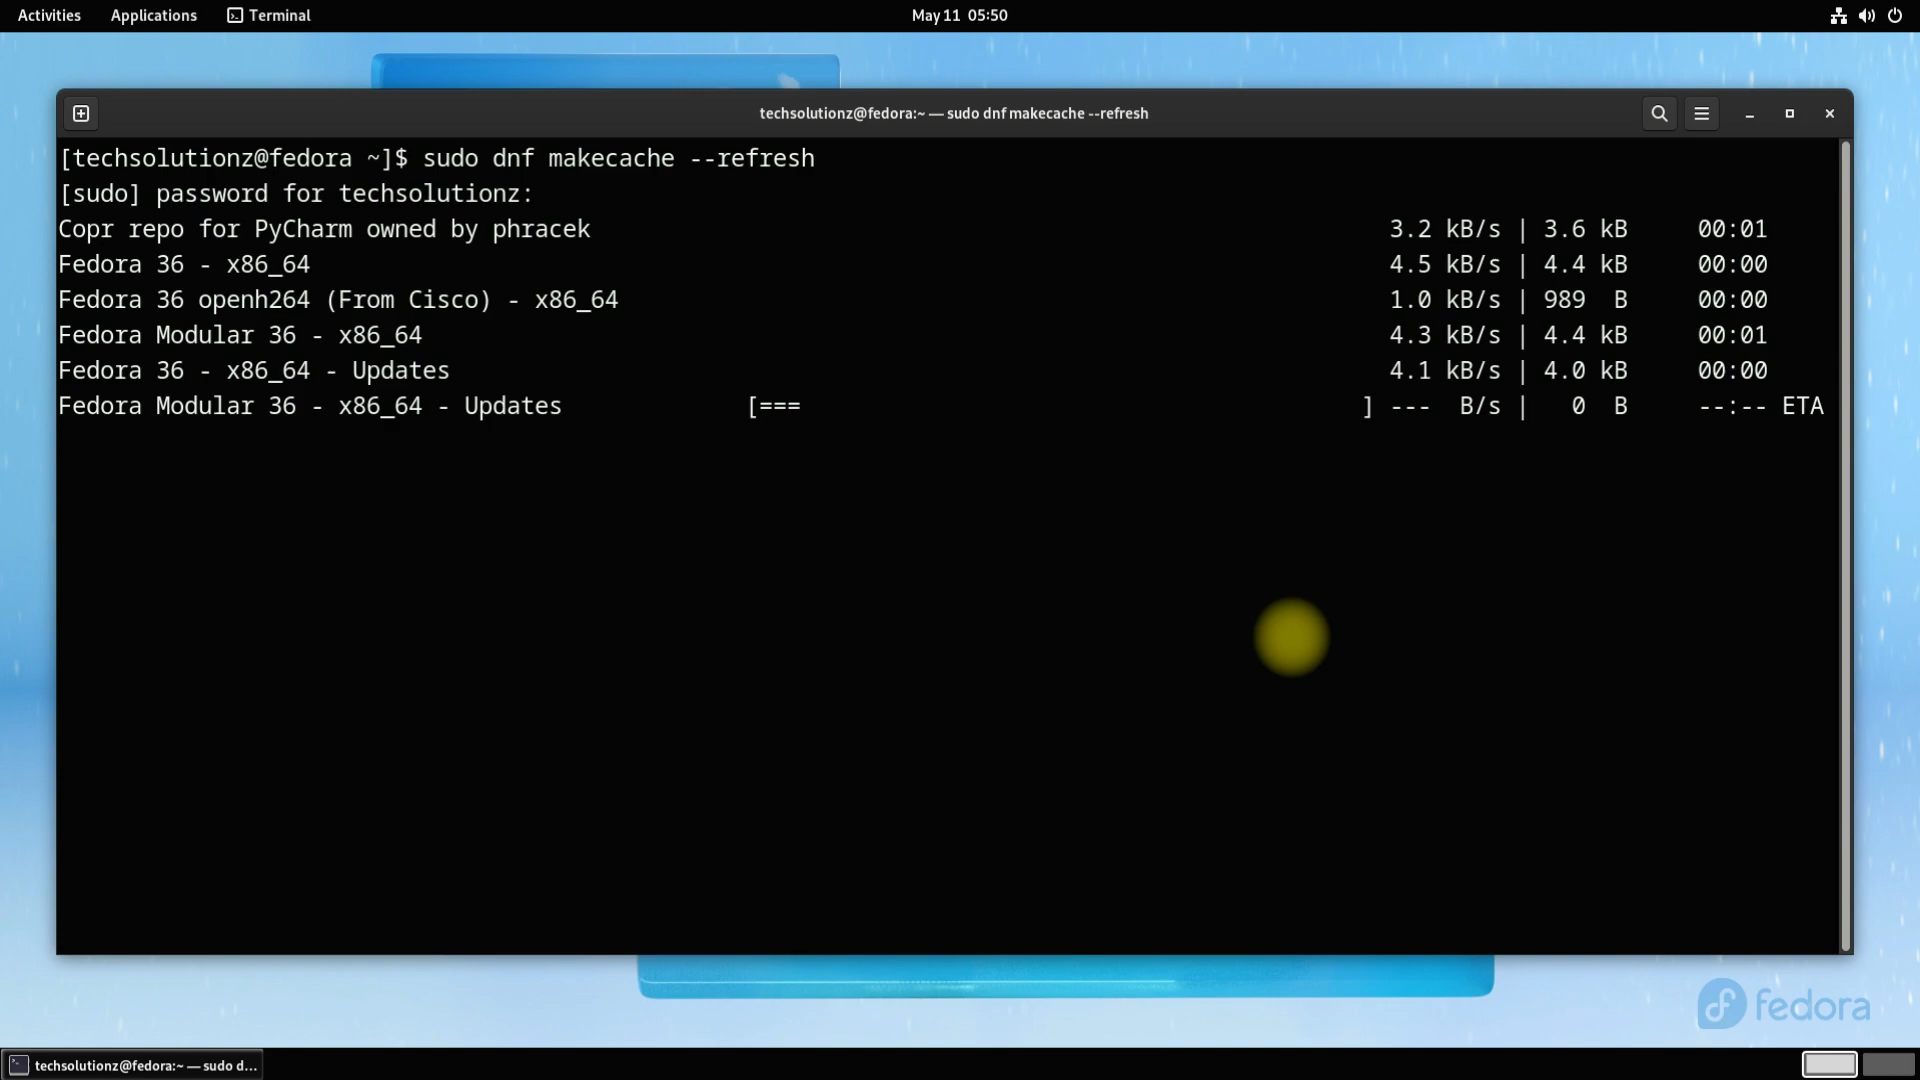 Activities Applications Terminal May 11 05:50
techsolutionz@fedora:~ — sudo dnf makecache --refresh
[techsolutionz@fedora ~]$ sudo dnf makecache --refresh
[sudo] password for techsolutionz:
Copr repo for PyCharm owned by phracek 3.2 kB/s | 3.6 kB 00:01
Fedora 36 - x86_64 4.5 kB/s | 4.4 kB 00:00
Fedora 36 openh264 (From Cisco) - x86_64 1.0 kB/s | 989 B 00:00
Fedora Modular 36 - x86_64 4.3 kB/s | 4.4 kB 00:01
Fedora 36 - x86_64 - Updates 4.1 kB/s | 4.0 kB 00:00
Fedora Modular 36 - x86_64 - Updates [=== ] --- B/s | 0 B --:-- ETA
fedora
techsolutionz@fedora:~ — sudo d...